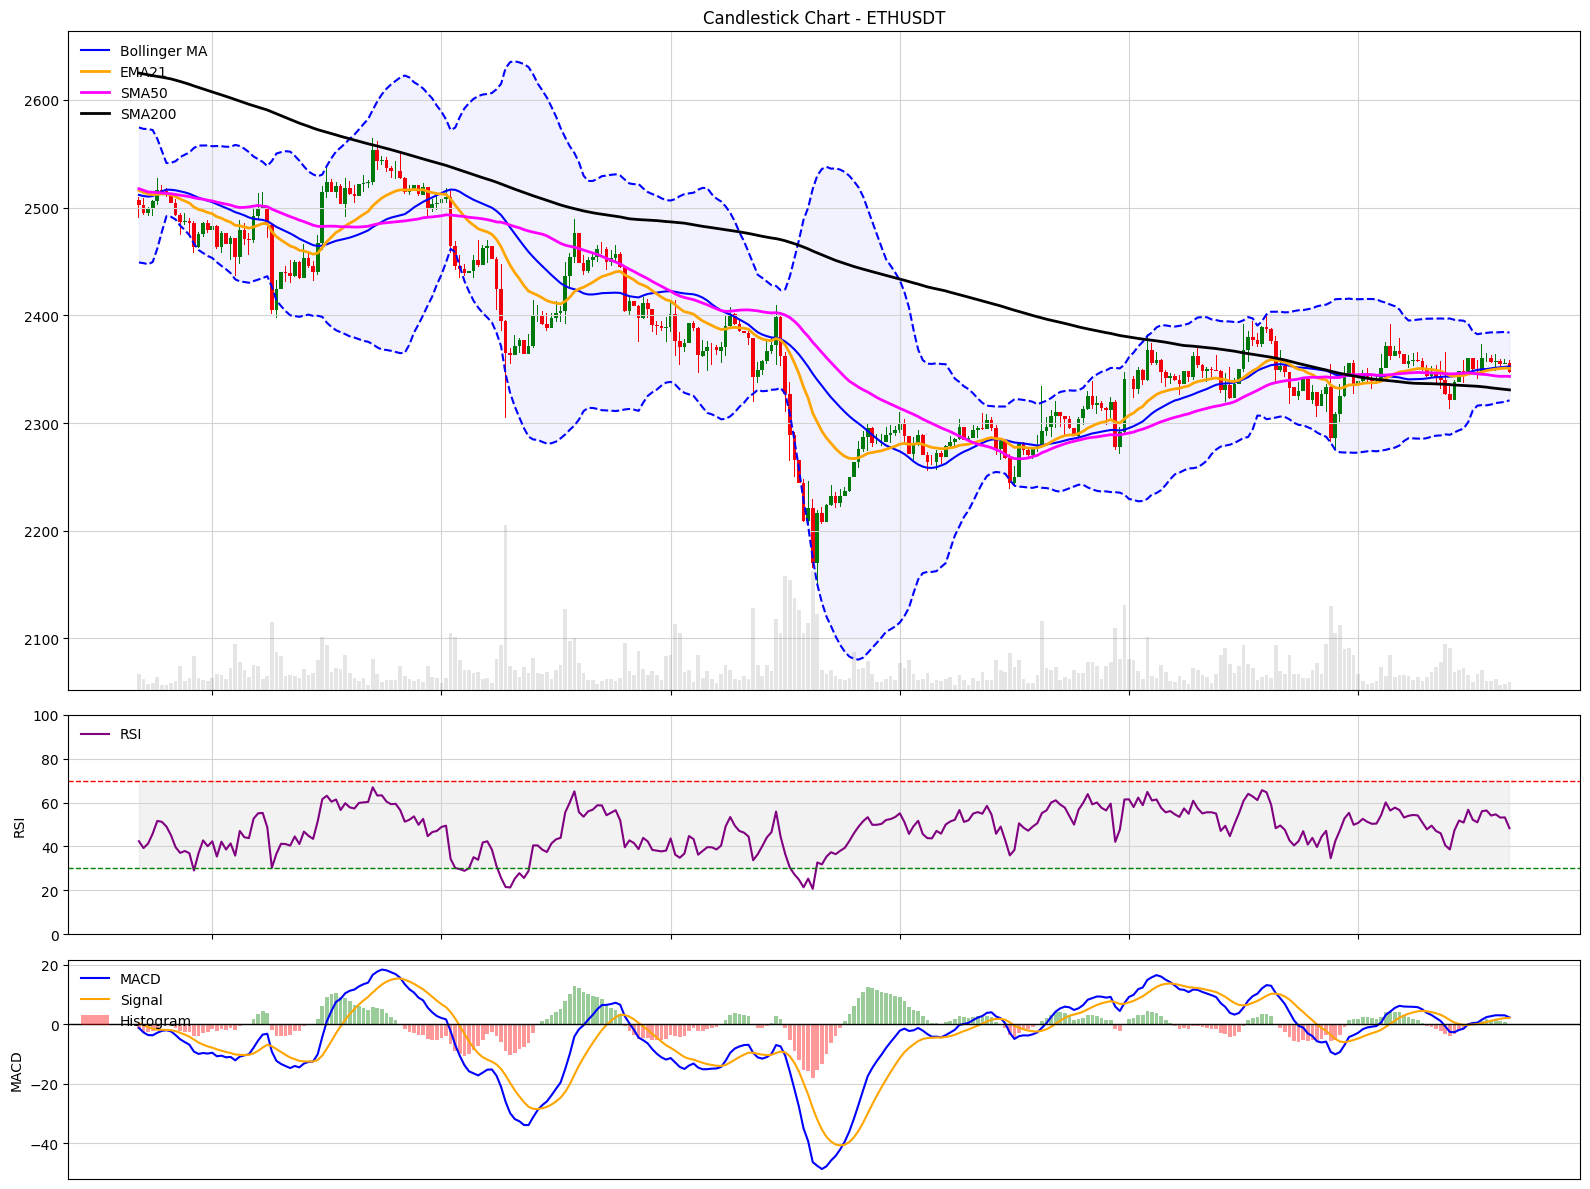 Candlestick Chart - ETHUSDT
Bollinger MA
EMA21
SMA50
SMA200
2600
2500
2400
2300
2200
2100
RSI
100
80
60
40
20
0
RSI
MACD
Signal
Histogram
20
0
−20
−40
MACD